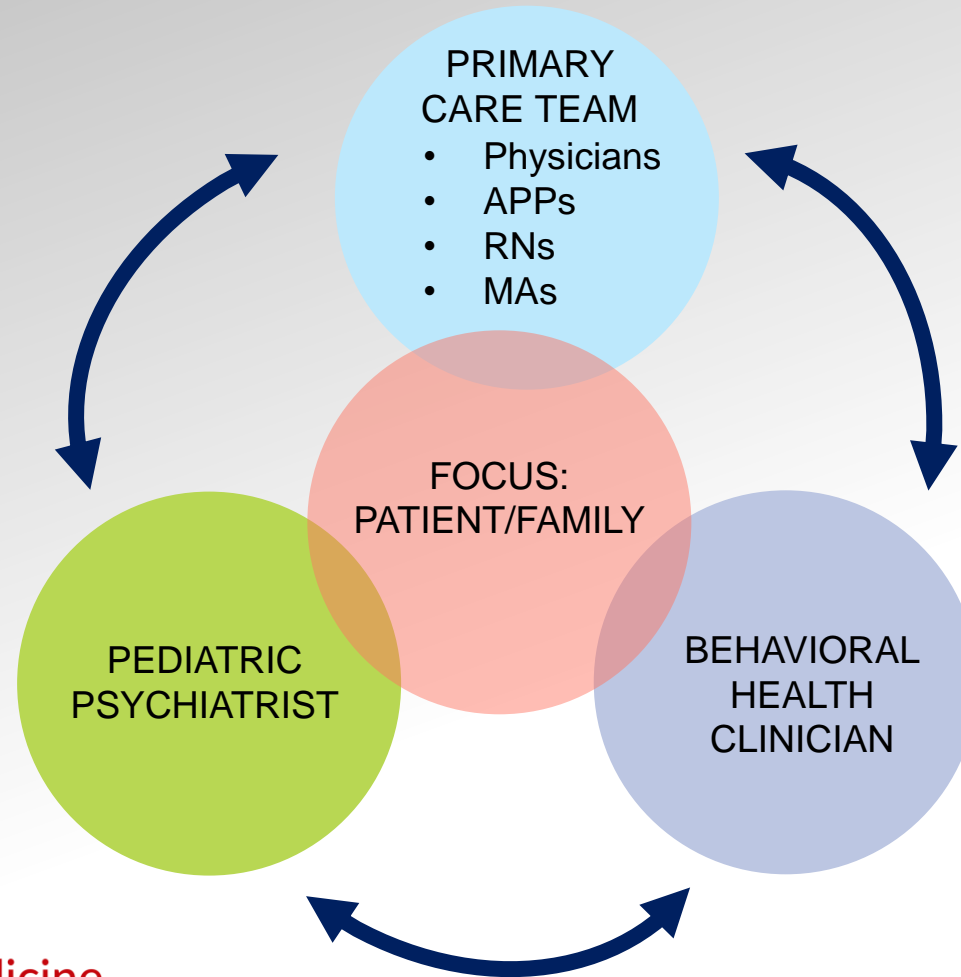 PRIMARY
CARE TEAM
• Physicians
• APPs
• RNs
• MAs
FOCUS:
PATIENT/FAMILY
PEDIATRIC
PSYCHIATRIST
BEHAVIORAL
HEALTH
CLINICIAN